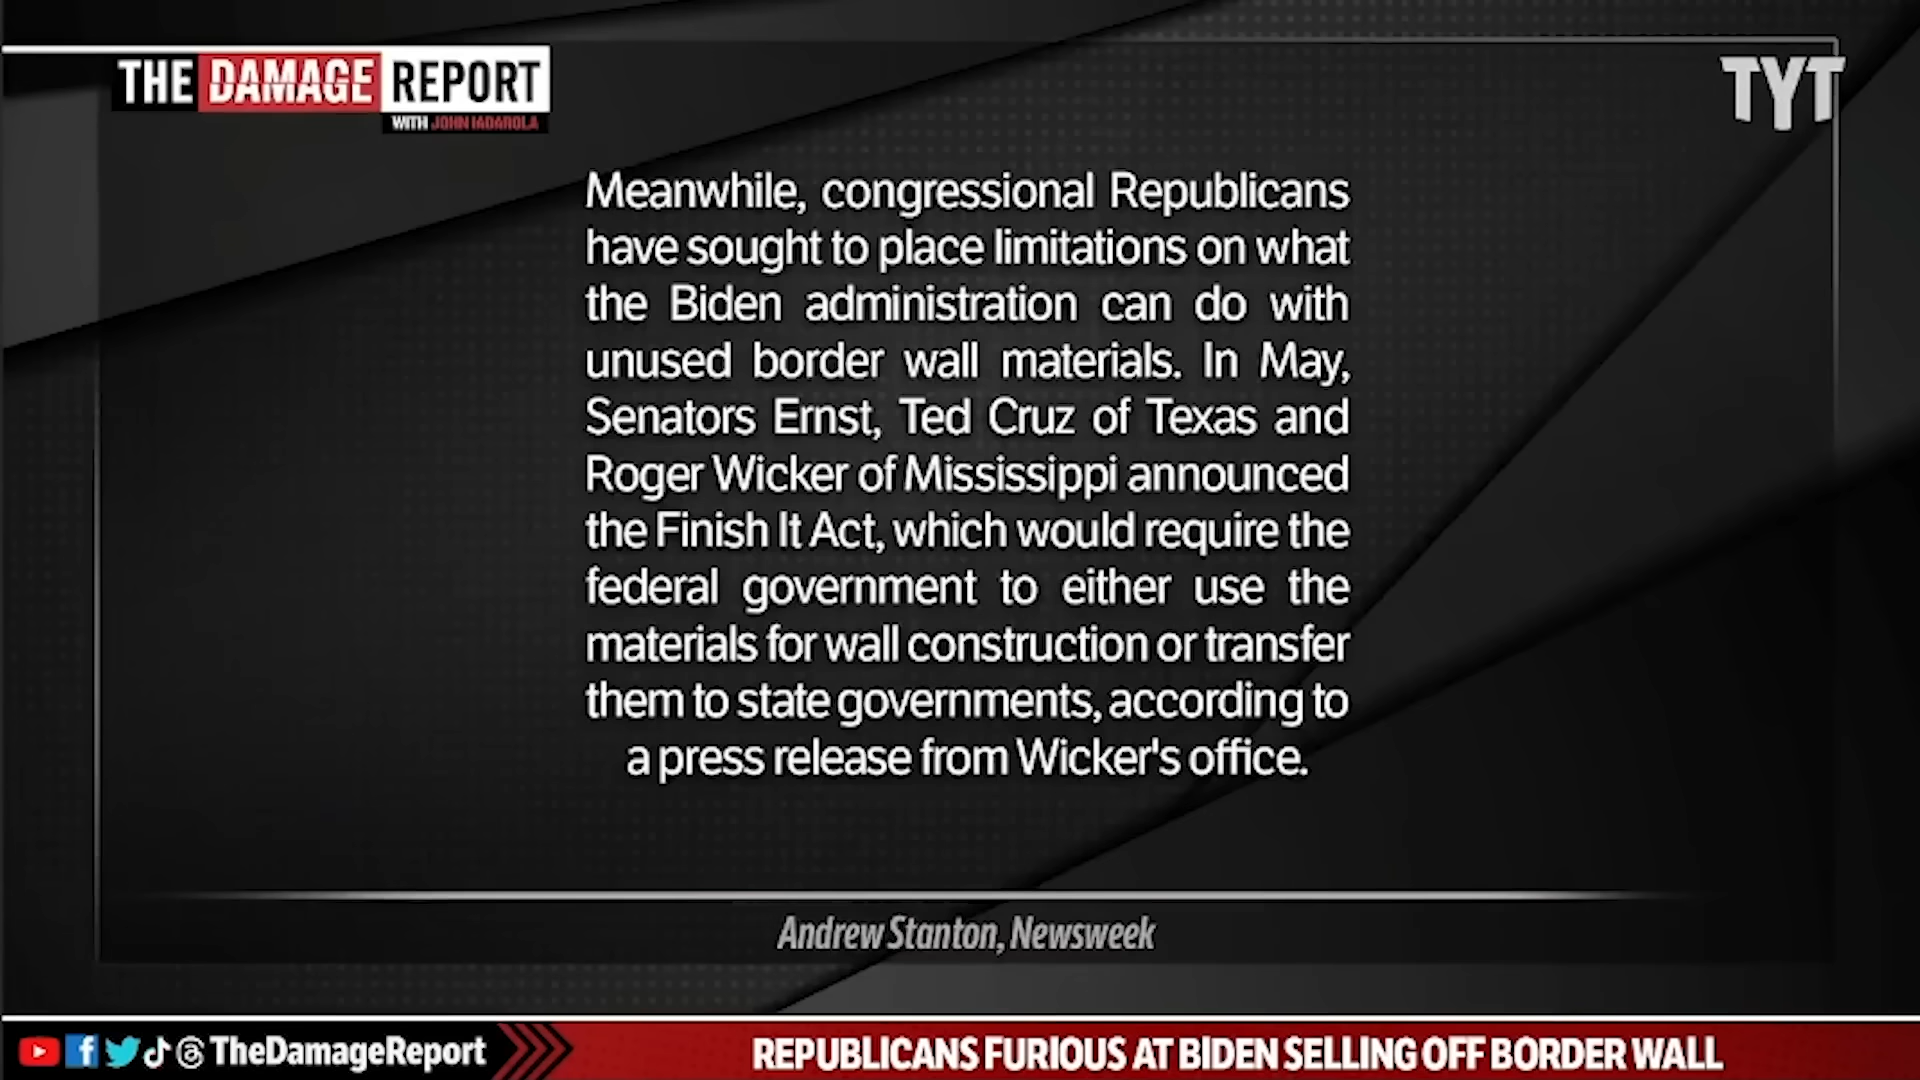 THE DAMAGE REPORT
WITH JOHN IADAROLA
TYT
Meanwhile, congressional Republicans
have sought to place limitations on what
the Biden administration can do with
unused border wall materials. In May,
Senators Ernst, Ted Cruz of Texas and
Roger Wicker of Mississippi announced
the Finish It Act, which would require the
federal government to either use the
materials for wall construction or transfer
them to state governments, according to
a press release from Wicker's office.
Andrew Stanton, Newsweek
TheDamageReport
REPUBLICANS FURIOUS AT BIDEN SELLING OFF BORDER WALL